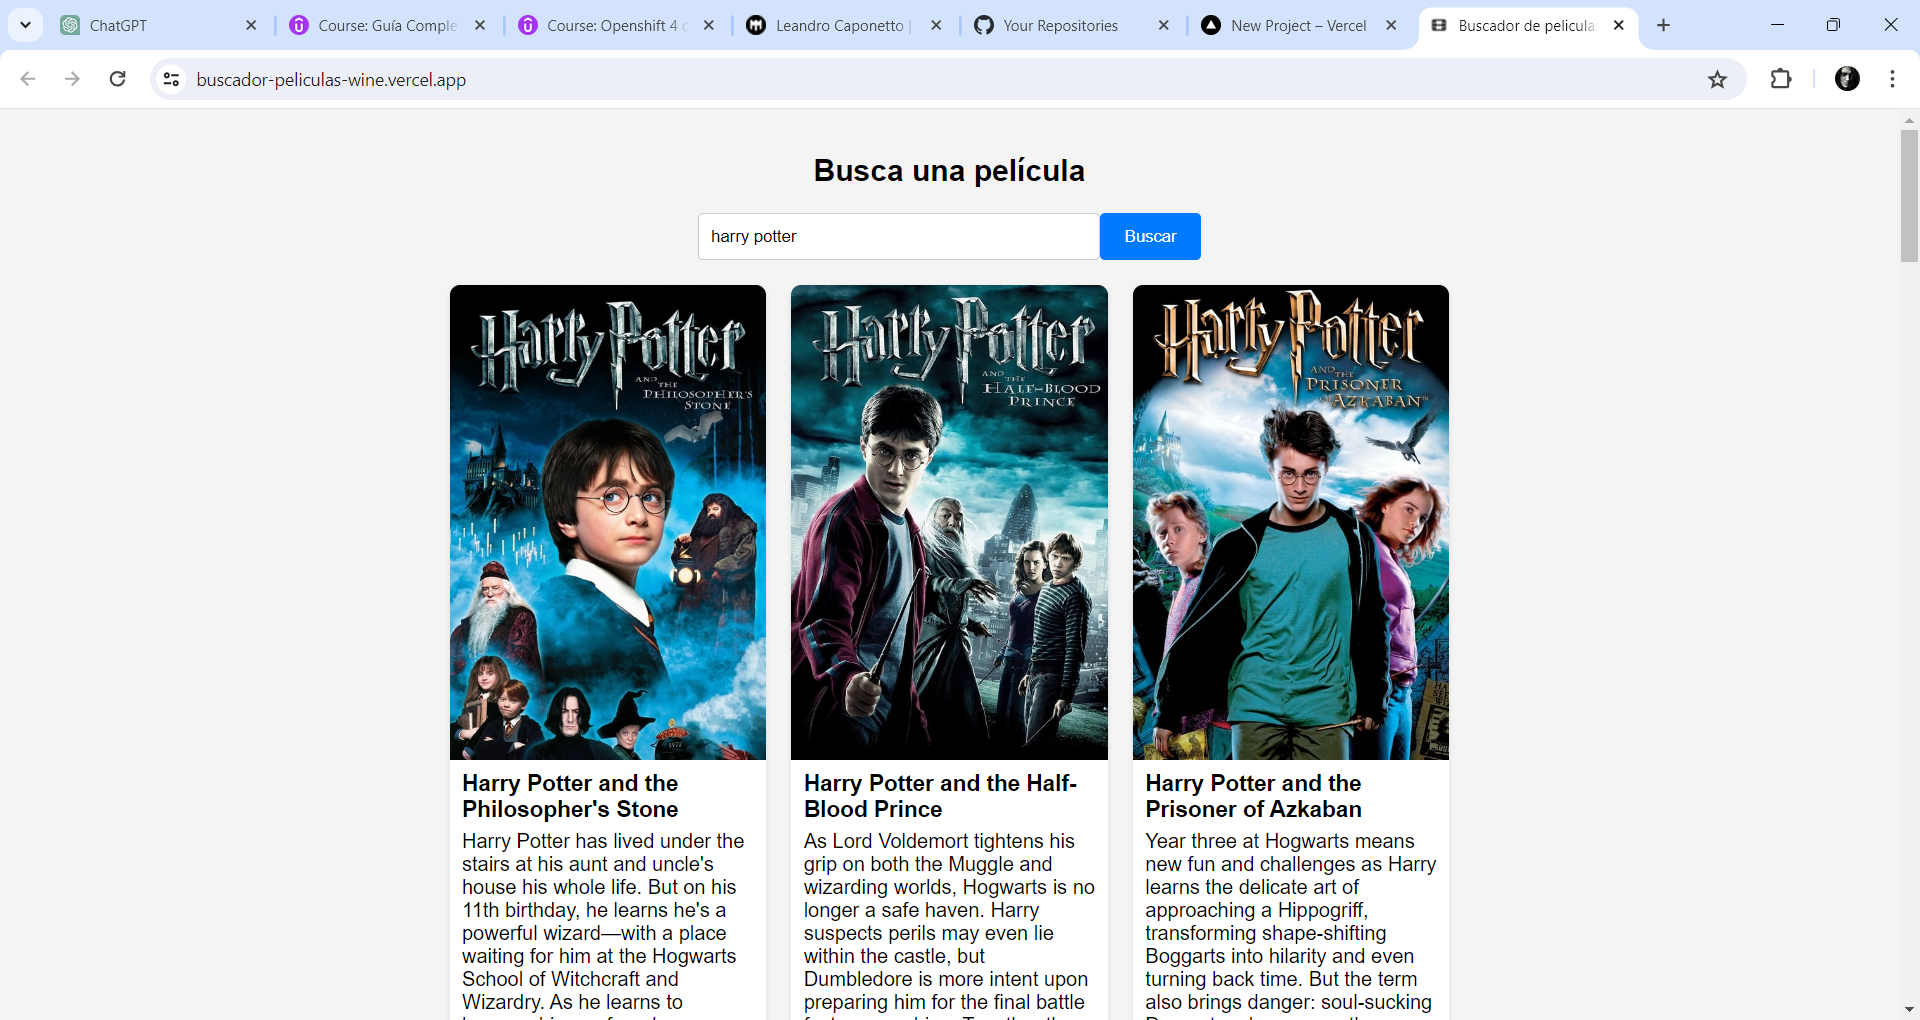 ChatGPT
Course: Guía Comple
Course: Openshift 4
Leandro Caponetto |
Your Repositories
New Project – Vercel
Buscador de pelicula
buscador-peliculas-wine.vercel.app
Busca una película
harry potter
Buscar
Harry Potter
AND THE
PHILOSOPHER'S
STONE
Harry Potter
AND THE
HALF-BLOOD
PRINCE
Harry Potter
AND THE
PRISONER
OF AZKABAN™
Harry Potter and the
Philosopher's Stone
Harry Potter has lived under the
stairs at his aunt and uncle's
house his whole life. But on his
11th birthday, he learns he's a
powerful wizard—with a place
waiting for him at the Hogwarts
School of Witchcraft and
Wizardry. As he learns to
Harry Potter and the Half-
Blood Prince
As Lord Voldemort tightens his
grip on both the Muggle and
wizarding worlds, Hogwarts is no
longer a safe haven. Harry
suspects perils may even lie
within the castle, but
Dumbledore is more intent upon
preparing him for the final battle
Harry Potter and the
Prisoner of Azkaban
Year three at Hogwarts means
new fun and challenges as Harry
learns the delicate art of
approaching a Hippogriff,
transforming shape-shifting
Boggarts into hilarity and even
turning back time. But the term
also brings danger: soul-sucking